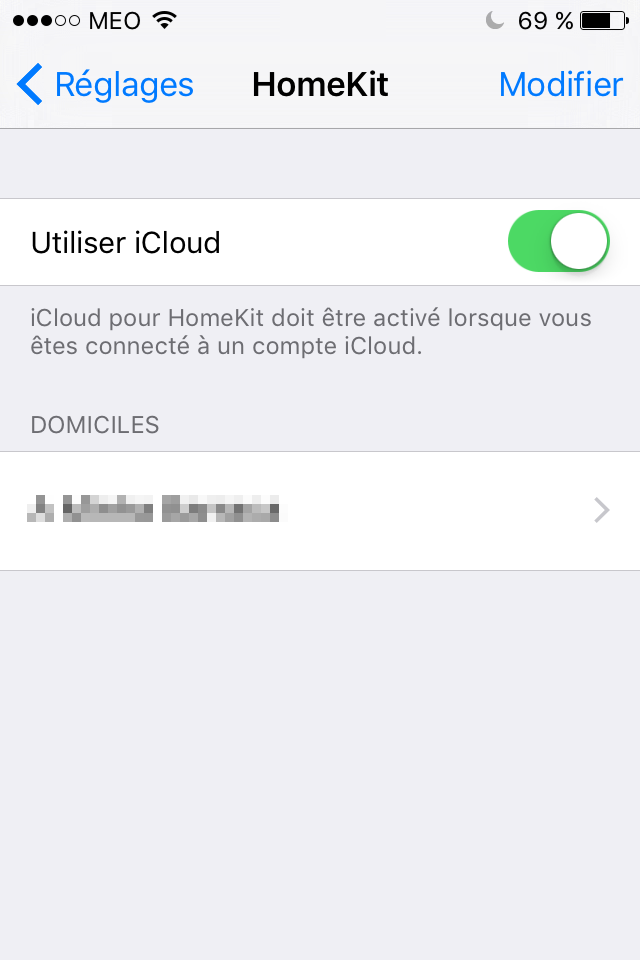 MEO 69 %
Réglages HomeKit Modifier
Utiliser iCloud
iCloud pour HomeKit doit être activé lorsque vous
êtes connecté à un compte iCloud.
DOMICILES